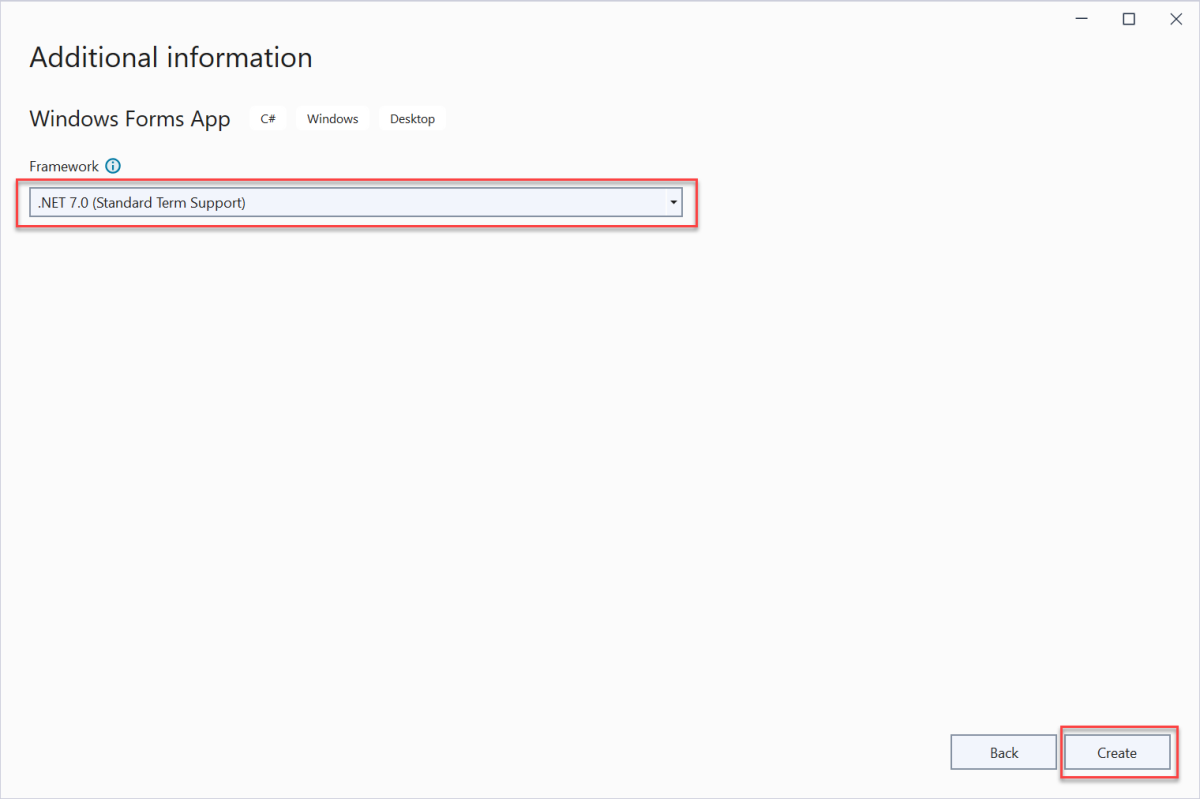 Additional information
Windows Forms App C# Windows Desktop
Framework
.NET 7.0 (Standard Term Support)
Back Create